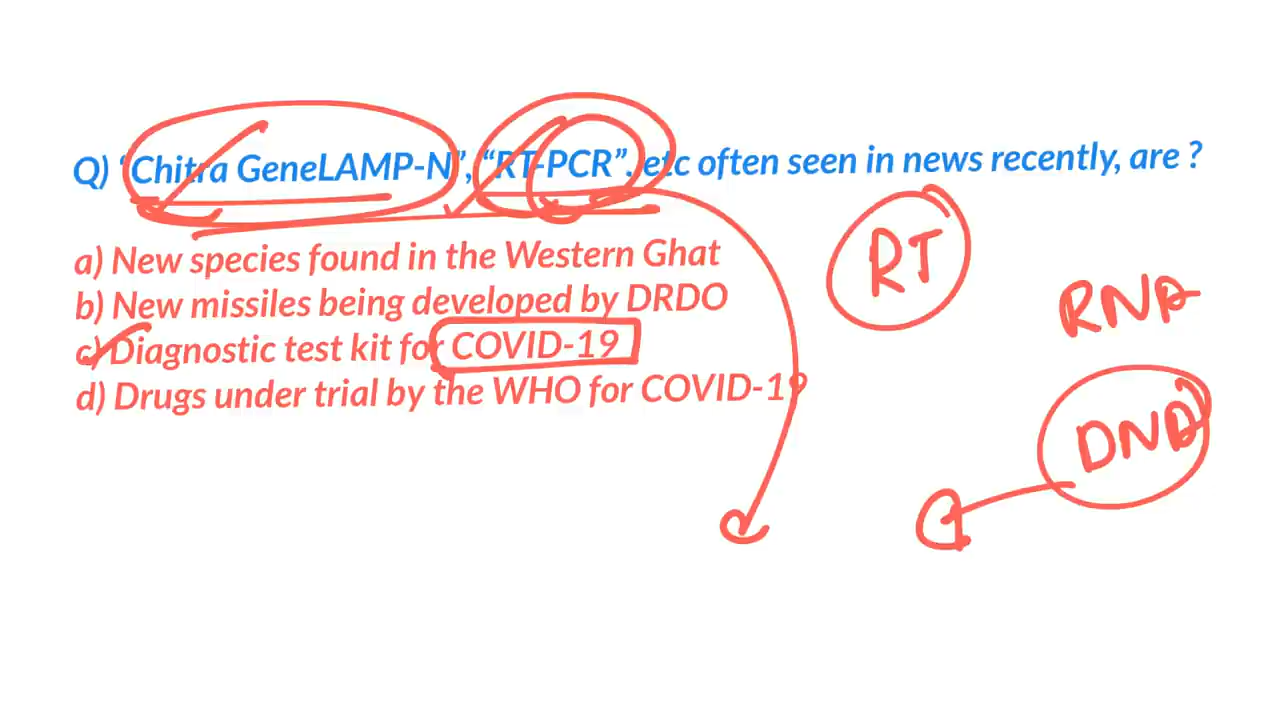 Q) ‘Chitra GeneLAMP-N’, “RT-PCR”, etc often seen in news recently, are ?
a) New species found in the Western Ghat
b) New missiles being developed by DRDO
c) Diagnostic test kit for COVID-19
d) Drugs under trial by the WHO for COVID-19
RT
RNA
DNA